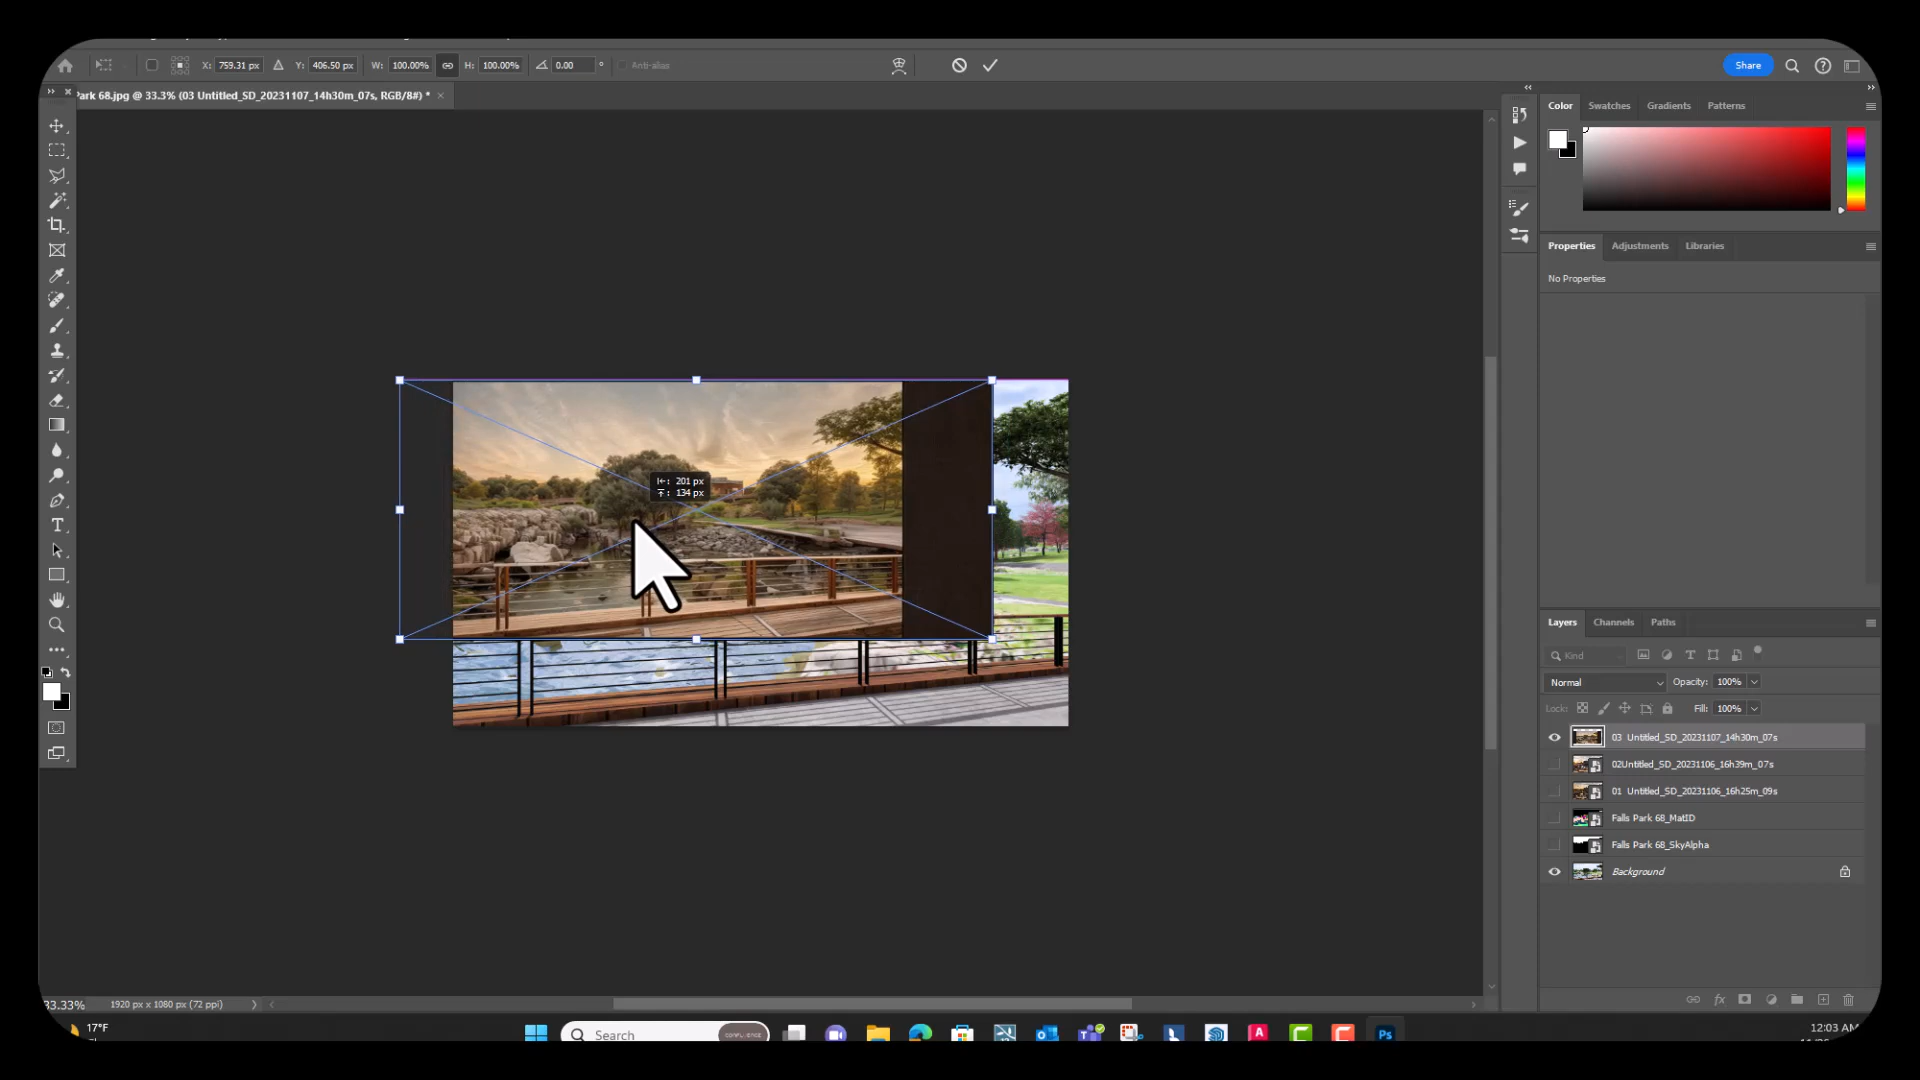 X: 759.31 px Y: 406.50 px W: 100.00% H: 100.00% 0.00 ° Anti-alias Share
Park 68.jpg @ 33.3% (03 Untitled_SD_20231107_14h30m_07s, RGB/8#) *
Color Swatches Gradients Patterns
Properties Adjustments Libraries
No Properties
201 px
134 px
Layers Channels Paths
Kind
Normal Opacity: 100%
Lock: Fill: 100%
03 Untitled_SD_20231107_14h30m_07s
02Untitled_SD_20231106_16h39m_07s
01 Untitled_SD_20231106_16h25m_09s
Falls Park 68_MatID
Falls Park 68_SkyAlpha
Background
33.33% 1920 px x 1080 px (72 ppi)
17°F
Search
12:03 AM